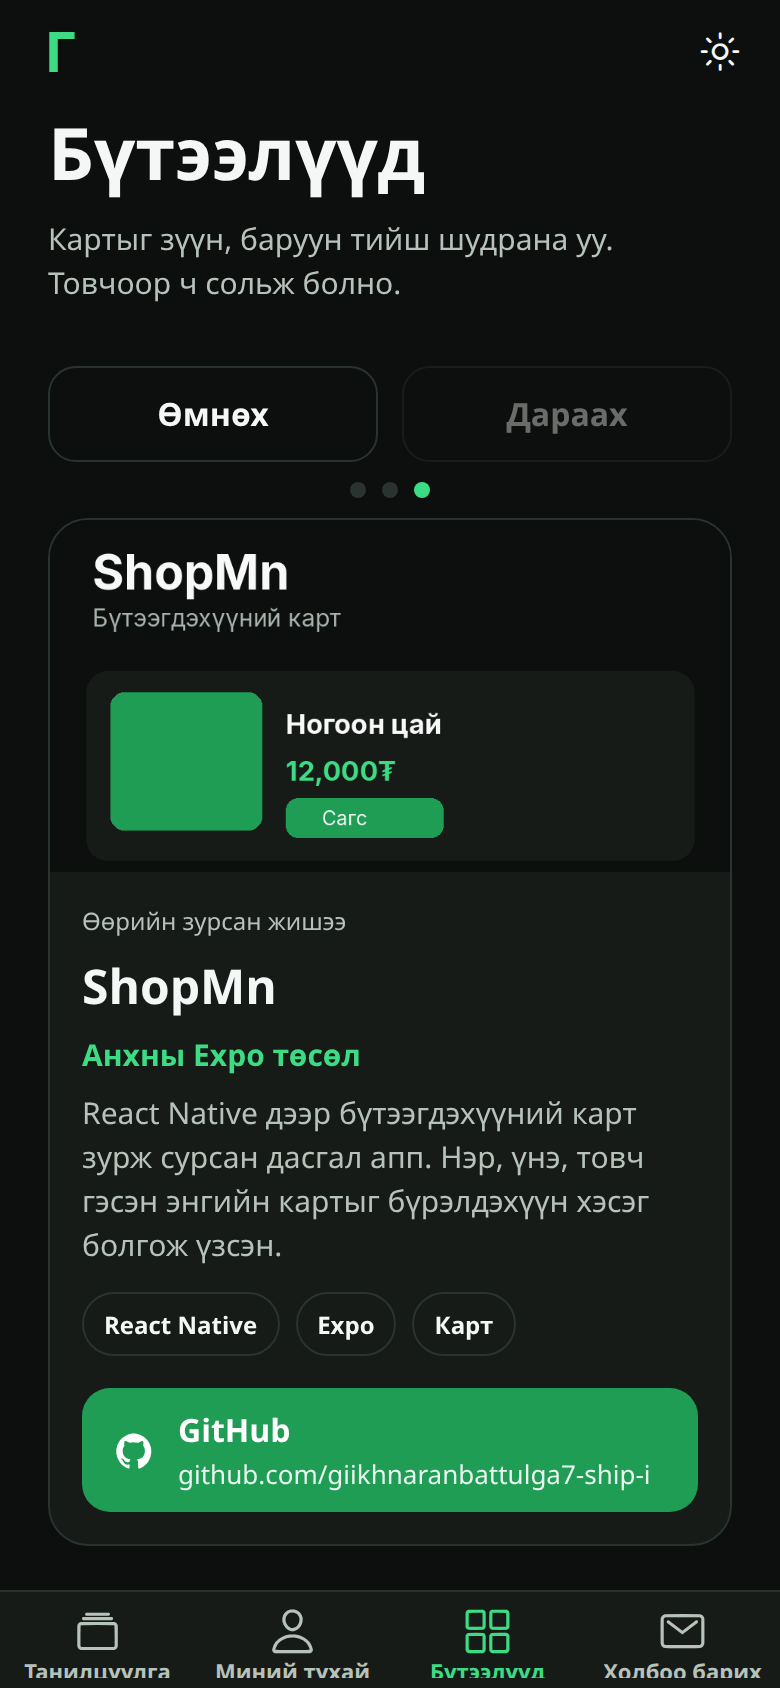 Г
Бүтээлүүд
Картыг зүүн, баруун тийш шудрана уу.
Товчоор ч сольж болно.
Өмнөх
Дараах
ShopMn
Бүтээгдэхүүний карт
Ногоон цай
12,000₮
Сагс
Өөрийн зурсан жишээ
ShopMn
Анхны Expo төсөл
React Native дээр бүтээгдэхүүний карт
зурж сурсан дасгал апп. Нэр, үнэ, товч
гэсэн энгийн картыг бүрэлдэхүүн хэсэг
болгож үзсэн.
React Native
Expo
Карт
GitHub
github.com/giikhnaranbattulga7-ship-i
Танилцуулга
Миний тухай
Бүтээлүүд
Холбоо барих